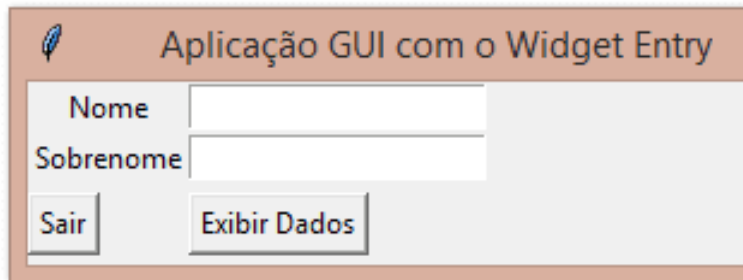 Aplicação GUI com o Widget Entry
Nome
Sobrenome
Sair Exibir Dados